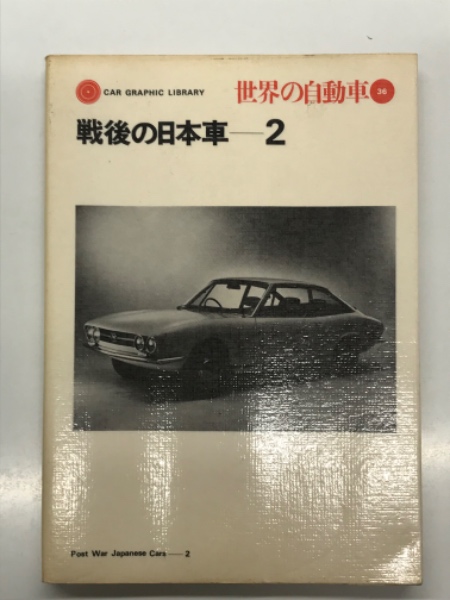 CAR GRAPHIC LIBRARY 世界の自動車 36
戦後の日本車──2
Post War Japanese Cars──2